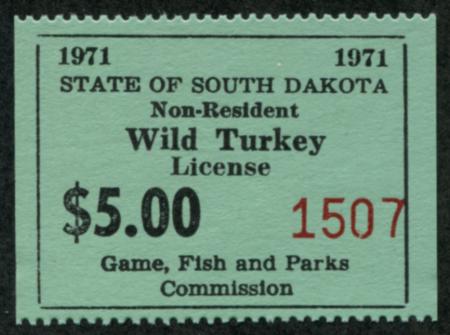 1971 1971
STATE OF SOUTH DAKOTA
Non-Resident
Wild Turkey
License
$5.00 1507
Game, Fish and Parks
Commission